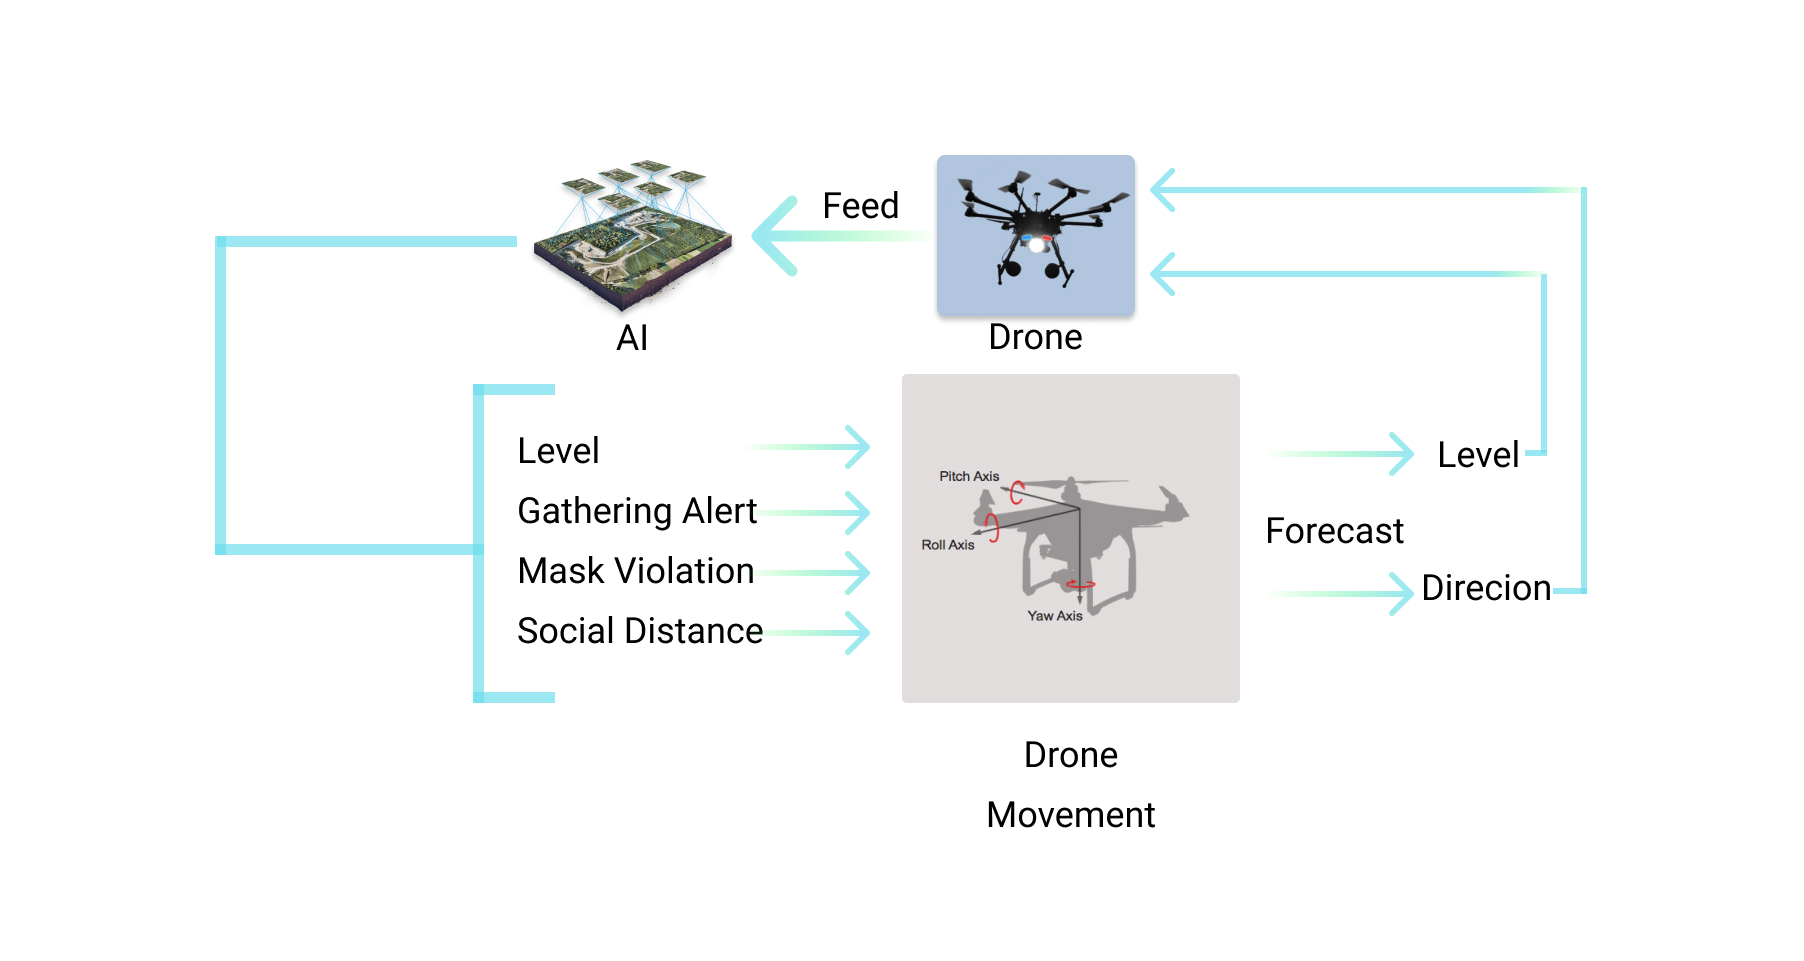 Feed
AI
Drone
Level
Gathering Alert
Mask Violation
Social Distance
Pitch Axis
Roll Axis
Yaw Axis
Level
Forecast
Direcion
Drone
Movement